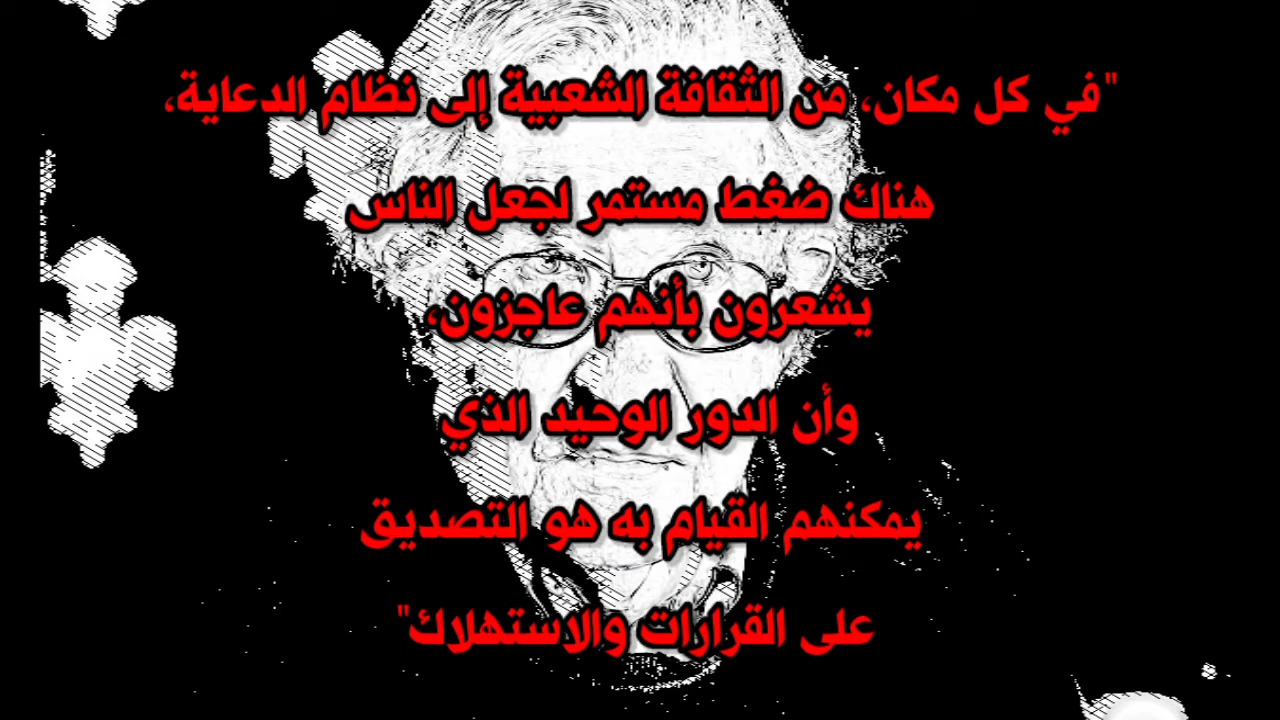 "في كل مكان، من الثقافة الشعبية إلى نظام الدعاية،
هناك ضغط مستمر لجعل الناس
يشعرون بأنهم عاجزون،
وأن الدور الوحيد الذي
يمكنهم القيام به هو التصديق
على القرارات والاستهلاك"